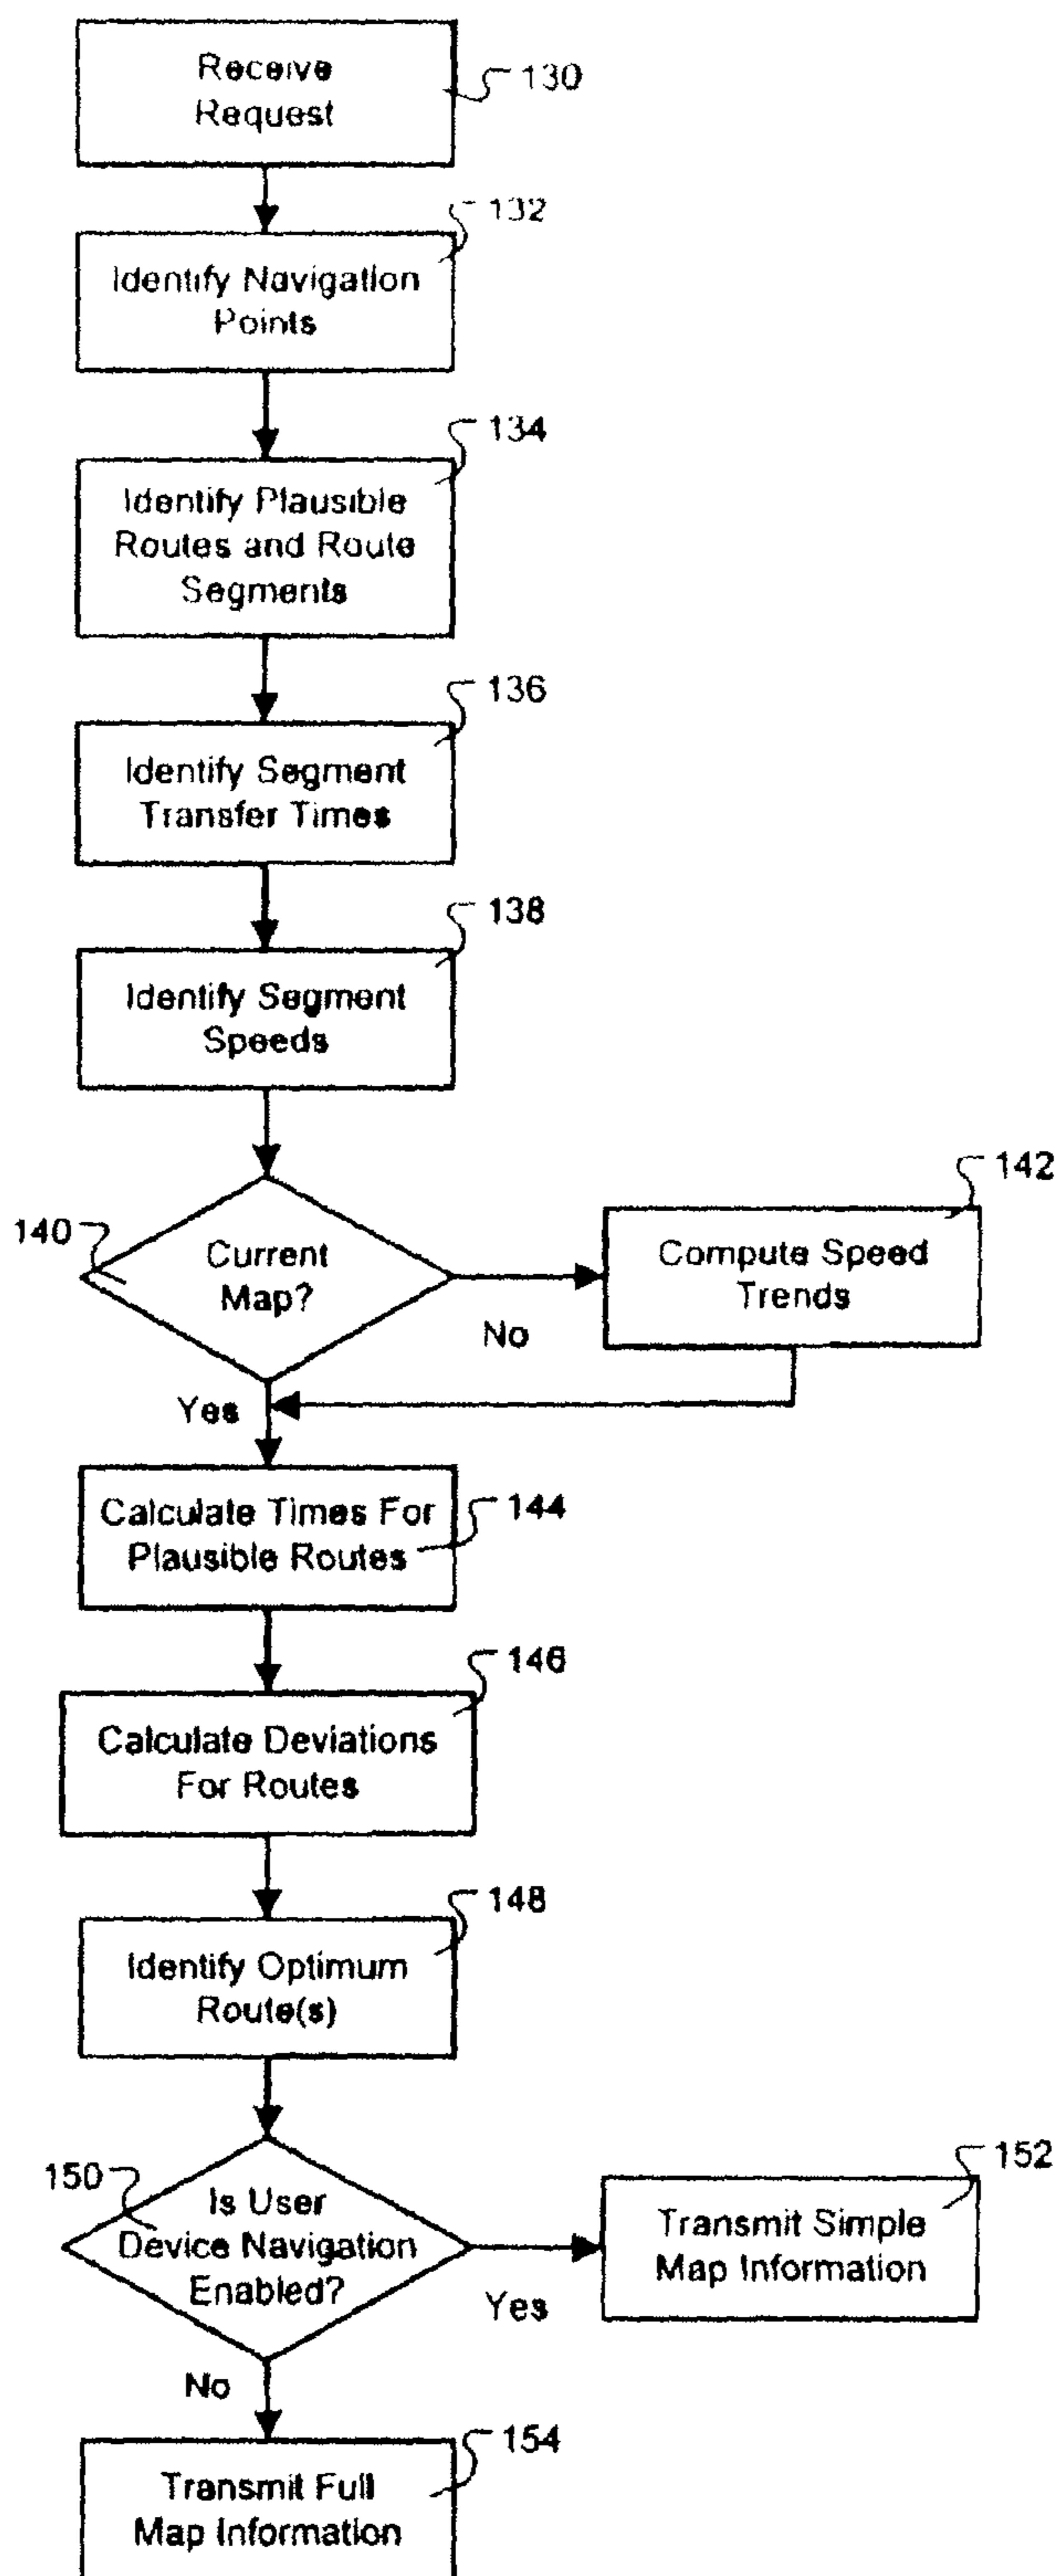 Receive
Request
130
132
Identify Navigation
Points
134
Identify Plausible
Routes and Route
Segments
136
Identify Segment
Transfer Times
138
Identify Segment
Speeds
140
Current
Map?
No
142
Compute Speed
Trends
Yes
Calculate Times For
Plausible Routes
144
146
Calculate Deviations
For Routes
148
Identify Optimum
Route(s)
150
Is User
Device Navigation
Enabled?
Yes
152
Transmit Simple
Map Information
No
154
Transmit Full
Map Information